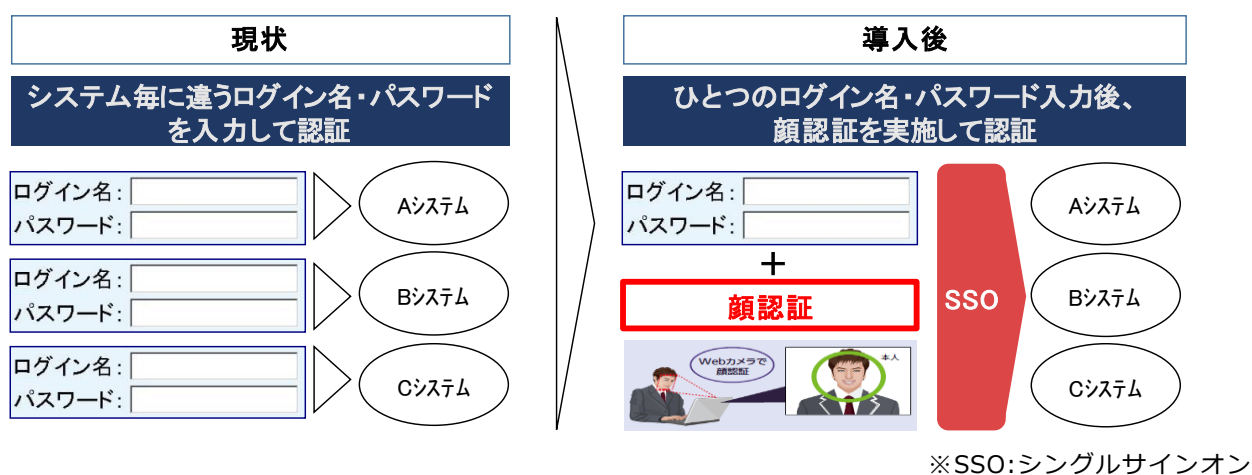 現状
システム毎に違うログイン名・パスワード
を入力して認証
ログイン名:
パスワード:
Aシステム
ログイン名:
パスワード:
Bシステム
ログイン名:
パスワード:
Cシステム
導入後
ひとつのログイン名・パスワード入力後、
顔認証を実施して認証
ログイン名:
パスワード:
+
顔認証
Webカメラで
顔認証
本人
SSO
Aシステム
Bシステム
Cシステム
※SSO:シングルサインオン